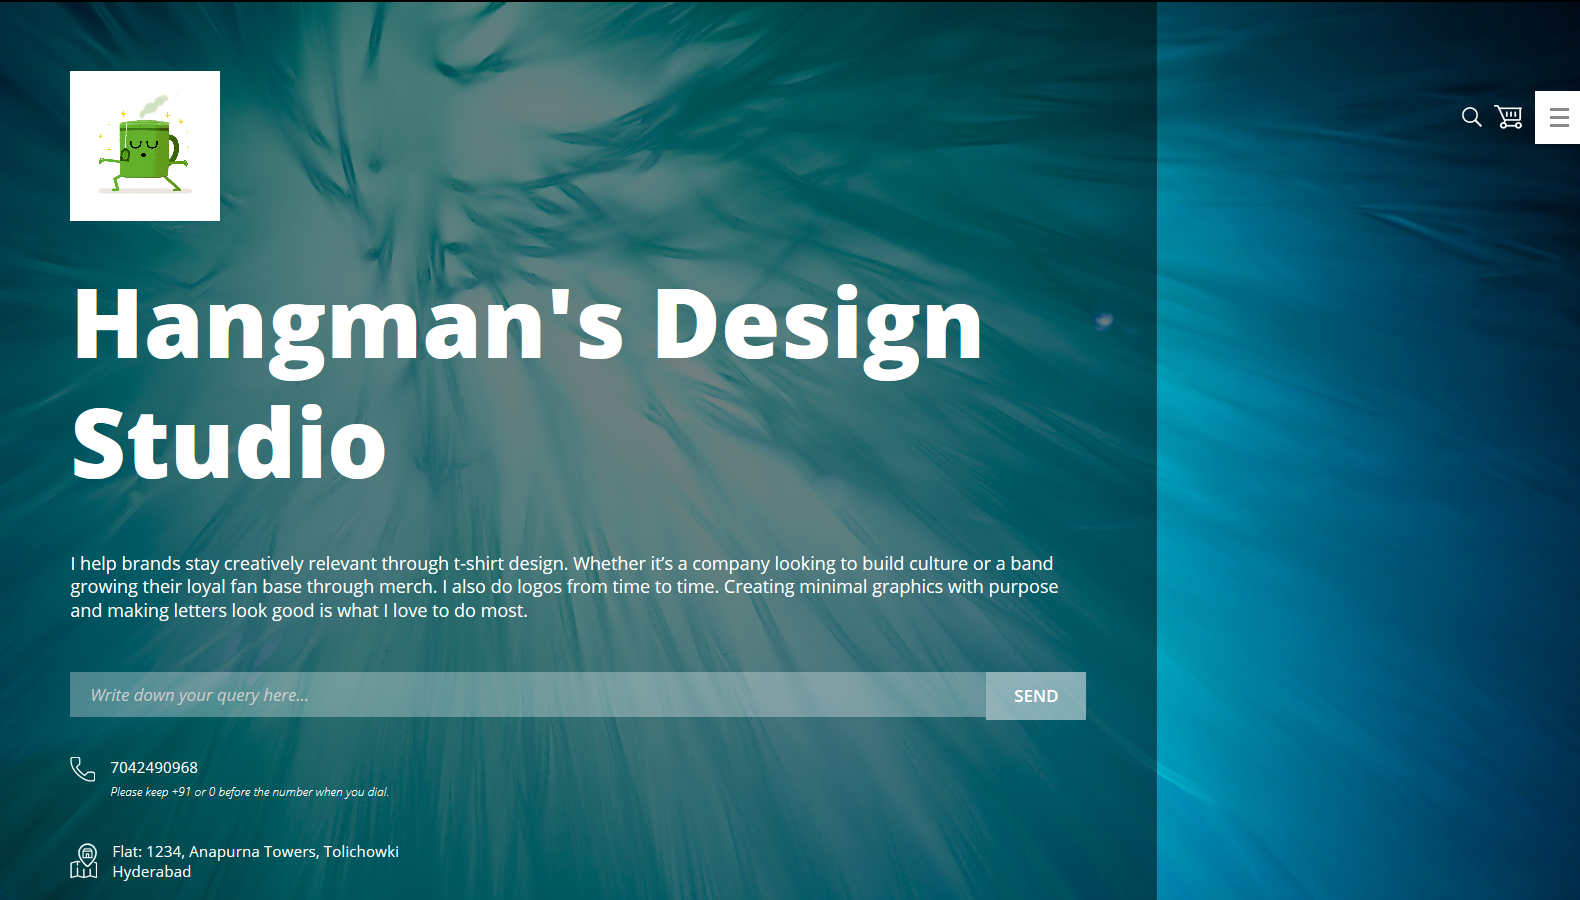 Hangman's Design
Studio
I help brands stay creatively relevant through t-shirt design. Whether it’s a company looking to build culture or a band
growing their loyal fan base through merch. I also do logos from time to time. Creating minimal graphics with purpose
and making letters look good is what I love to do most.
Write down your query here...
SEND
7042490968
Please keep +91 or 0 before the number when you dial.
Flat: 1234, Anapurna Towers, Tolichowki
Hyderabad